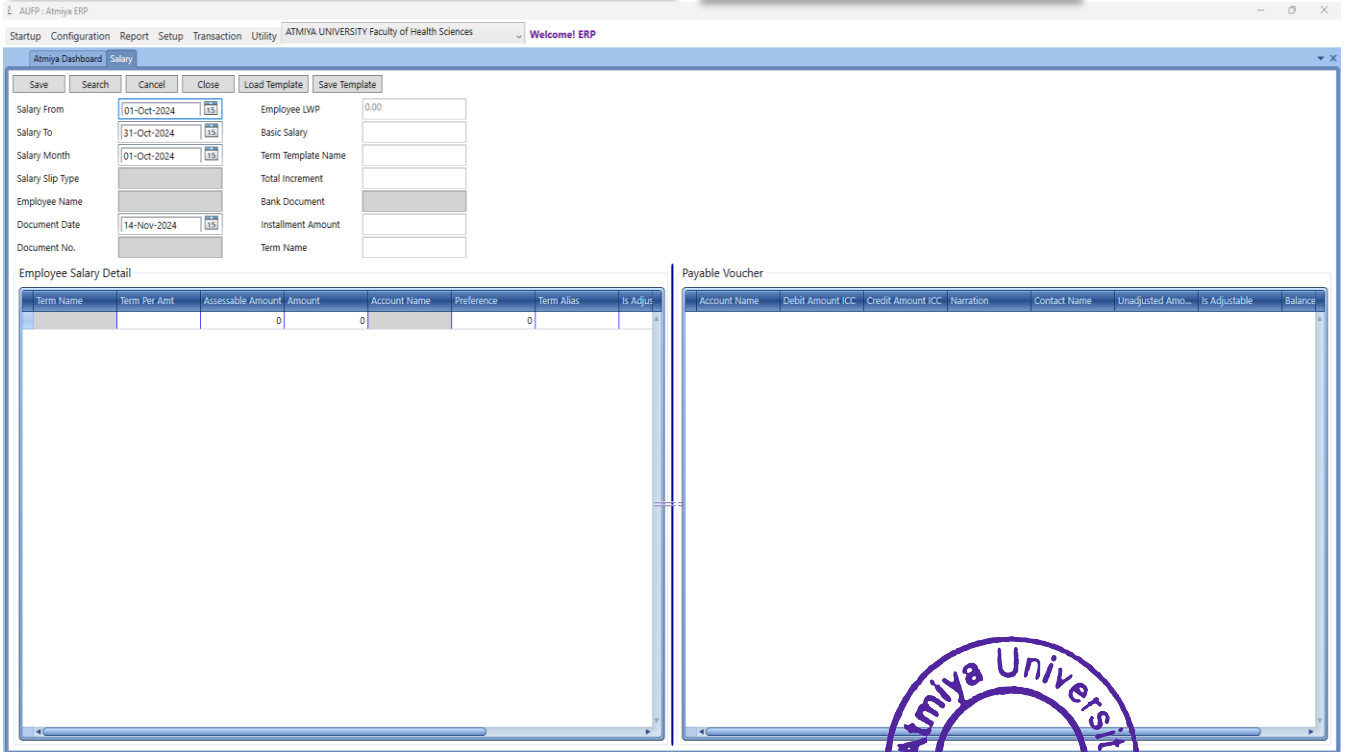 AUFP : Atmiya ERP
Startup Configuration Report Setup Transaction Utility ATMIYA UNIVERSITY Faculty of Health Sciences Welcome! ERP
Atmiya Dashboard Salary
Save Search Cancel Close Load Template Save Template
Salary From 01-Oct-2024 15 Employee LWP 0.00
Salary To 31-Oct-2024 15 Basic Salary
Salary Month 01-Oct-2024 15 Term Template Name
Salary Slip Type Total Increment
Employee Name Bank Document
Document Date 14-Nov-2024 15 Installment Amount
Document No. Term Name
Employee Salary Detail
Term Name Term Per Amt Assessable Amount Amount Account Name Preference Term Alias Is Adjus
0 0 0
Payable Voucher
Account Name Debit Amount ICC Credit Amount ICC Narration Contact Name Unadjusted Amo... Is Adjustable Balance
Atmiya Universit